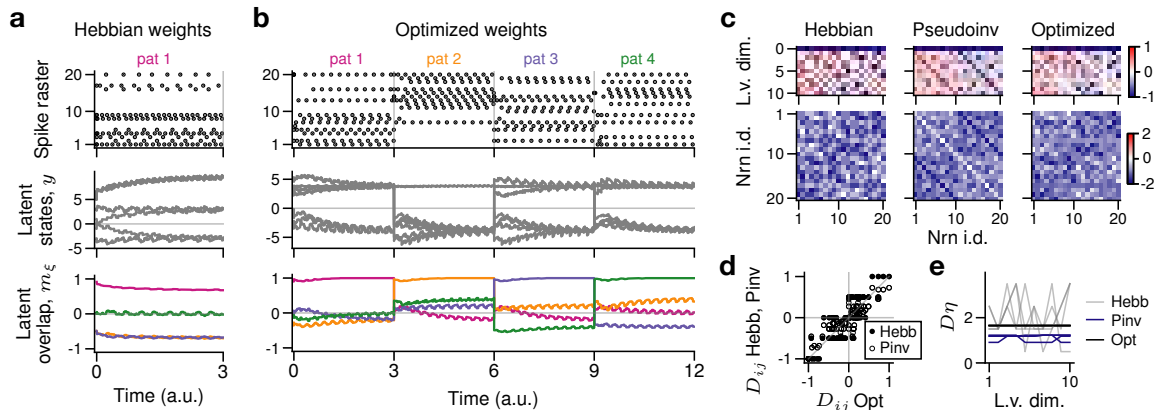 a
Hebbian weights
pat 1
Spike raster
20
10
1
Latent
states, y
5
0
-5
Latent
overlap, mξ
1
0
-1
0
3
Time (a.u.)
b
Optimized weights
pat 1
pat 2
pat 3
pat 4
20
10
1
5
0
-5
1
0
-1
0
3
6
9
12
Time (a.u.)
c
Hebbian
Pseudoinv
Optimized
L.v. dim.
0
5
10
1
0
-1
Nrn i.d.
1
10
20
2
0
-2
1
10
20
1
10
20
1
10
20
Nrn i.d.
d
Dij Hebb, Pinv
1
0
-1
Hebb
Pinv
-1
0
1
Dij Opt
e
Dη
2
0
Hebb
Pinv
Opt
1
10
L.v. dim.